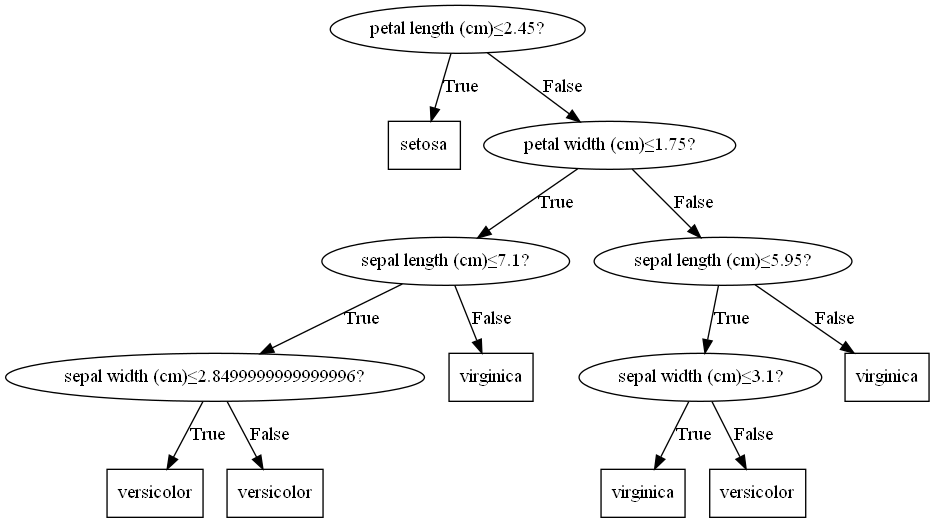 petal length (cm)≤2.45?
True
False
setosa
petal width (cm)≤1.75?
True
False
sepal length (cm)≤7.1?
sepal length (cm)≤5.95?
True
False
True
False
sepal width (cm)≤2.8499999999999996?
virginica
sepal width (cm)≤3.1?
virginica
True
False
True
False
versicolor
versicolor
virginica
versicolor